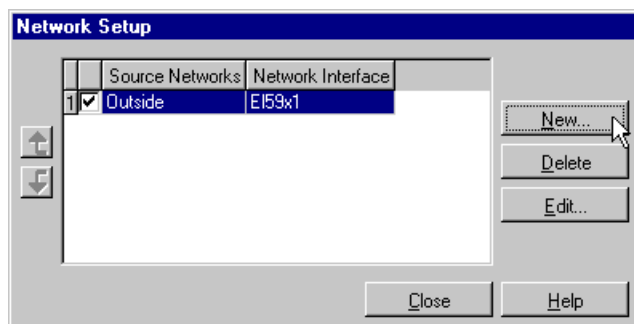 Network Setup
Source Networks Network Interface
1 Outside El59x1
New...
Delete
Edit...
Close Help